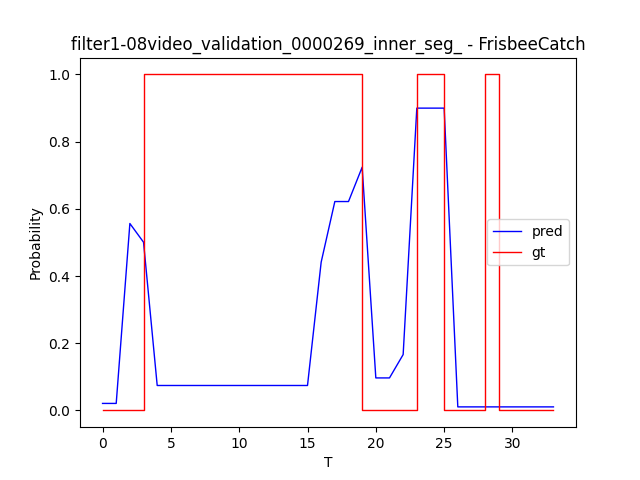 filter1-08video_validation_0000269_inner_seg_ - FrisbeeCatch
1.0
0.8
0.6
0.4
0.2
0.0
Probability
pred
gt
0 5 10 15 20 25 30
T